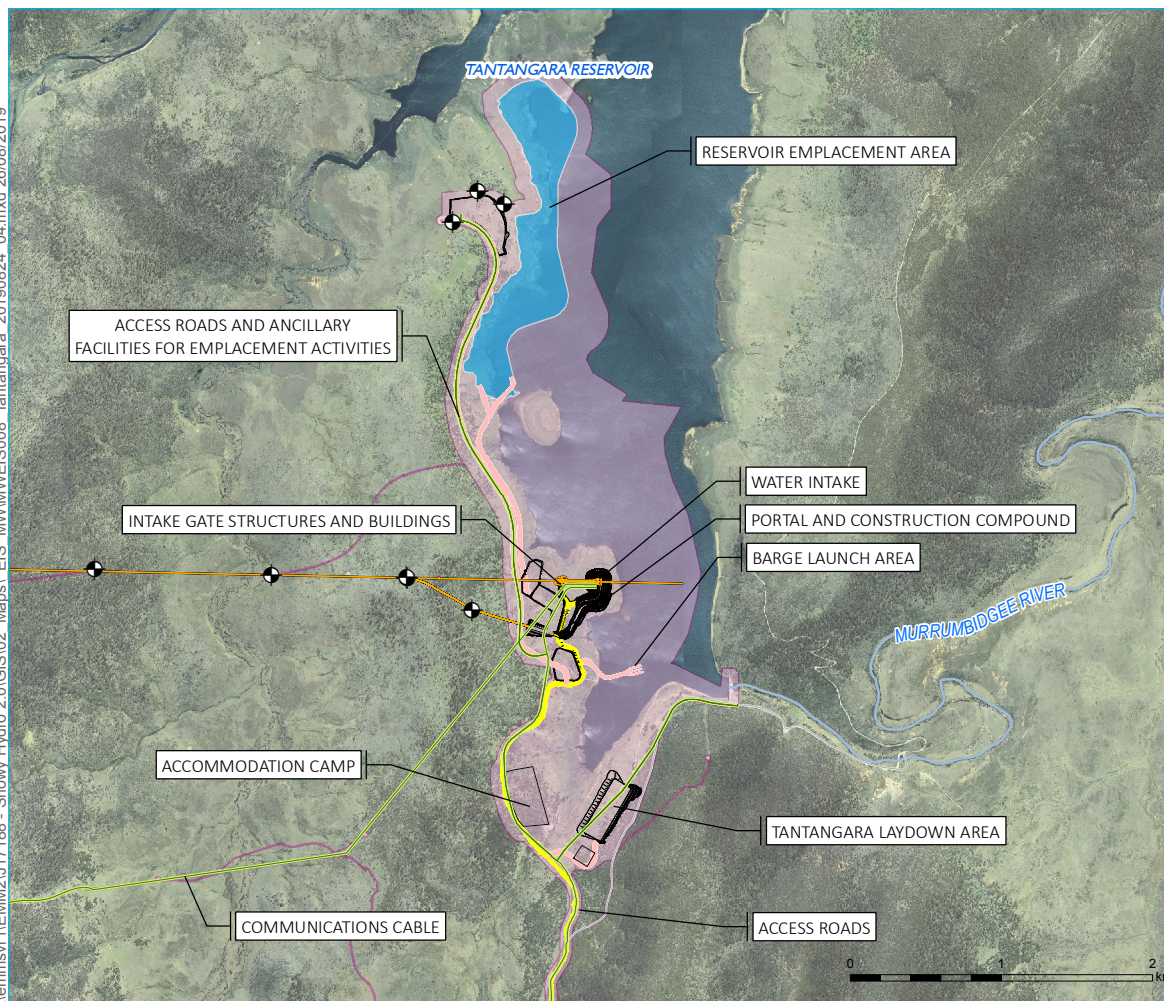 TANTANGARA RESERVOIR
RESERVOIR EMPLACEMENT AREA
ACCESS ROADS AND ANCILLARY
FACILITIES FOR EMPLACEMENT ACTIVITIES
WATER INTAKE
INTAKE GATE STRUCTURES AND BUILDINGS
PORTAL AND CONSTRUCTION COMPOUND
BARGE LAUNCH AREA
MURRUMBIDGEE RIVER
ACCOMMODATION CAMP
TANTANGARA LAYDOWN AREA
COMMUNICATIONS CABLE
ACCESS ROADS
0 1 2
km